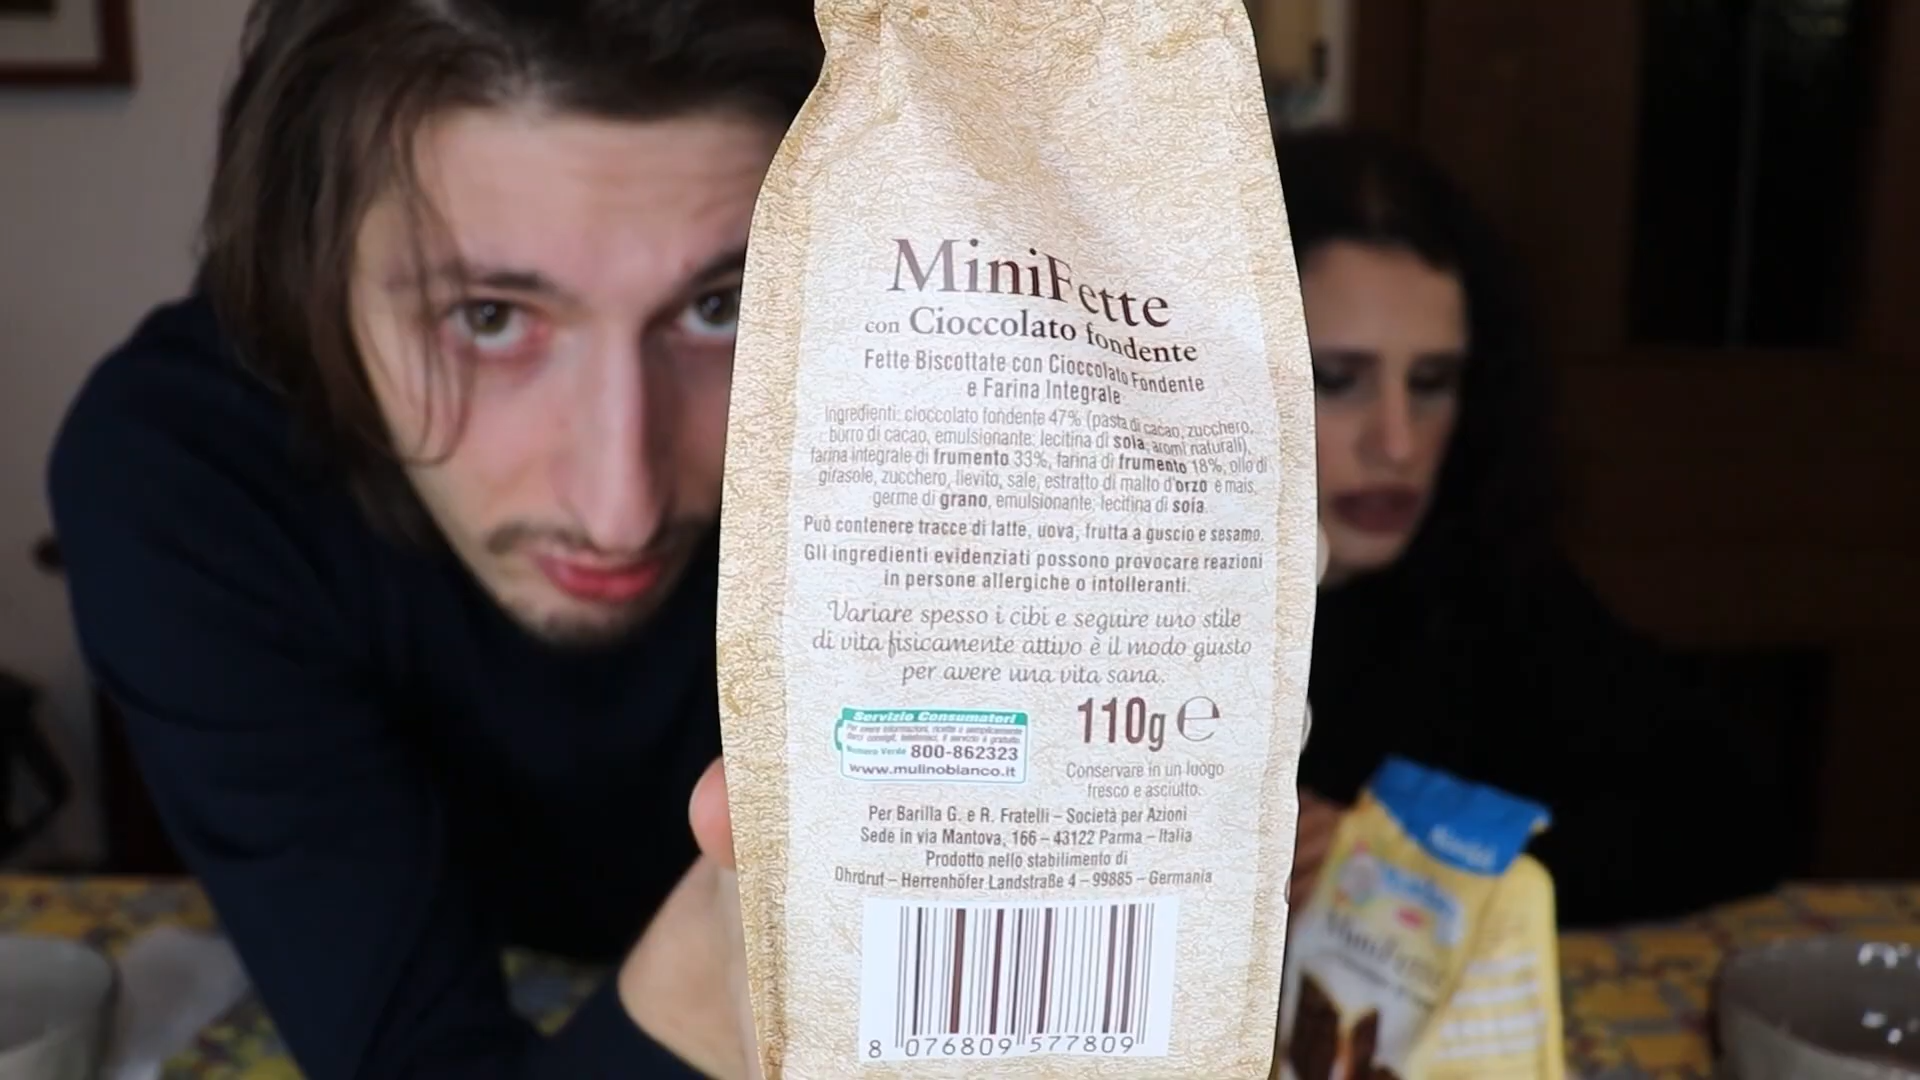 MiniFette
con Cioccolato fondente
Fette Biscottate con Cioccolato Fondente
e Farina Integrale
Ingredienti: cioccolato fondente 47% (pasta di cacao, zucchero,
burro di cacao, emulsionante: lecitina di soia, aromi naturali),
farina integrale di frumento 33%, farina di frumento 18%, olio di
girasole, zucchero, lievito, sale, estratto di malto d'orzo e mais,
germe di grano, emulsionante: lecitina di soia.
Può contenere tracce di latte, uova, frutta a guscio e sesamo.
Gli ingredienti evidenziati possono provocare reazioni
in persone allergiche o intolleranti.
Variare spesso i cibi e seguire uno stile
di vita fisicamente attivo è il modo giusto
per avere una vita sana.
Servizio Consumatori
Numero Verde 800-862323
www.mulinobianco.it
110g ℮
Conservare in un luogo
fresco e asciutto.
Per Barilla G. e R. Fratelli – Società per Azioni
Sede in via Mantova, 166 – 43122 Parma – Italia
Prodotto nello stabilimento di
Ohrdruf – Herrenhöfer Landstraße 4 – 99885 – Germania
8 076809 577809
MiniFette